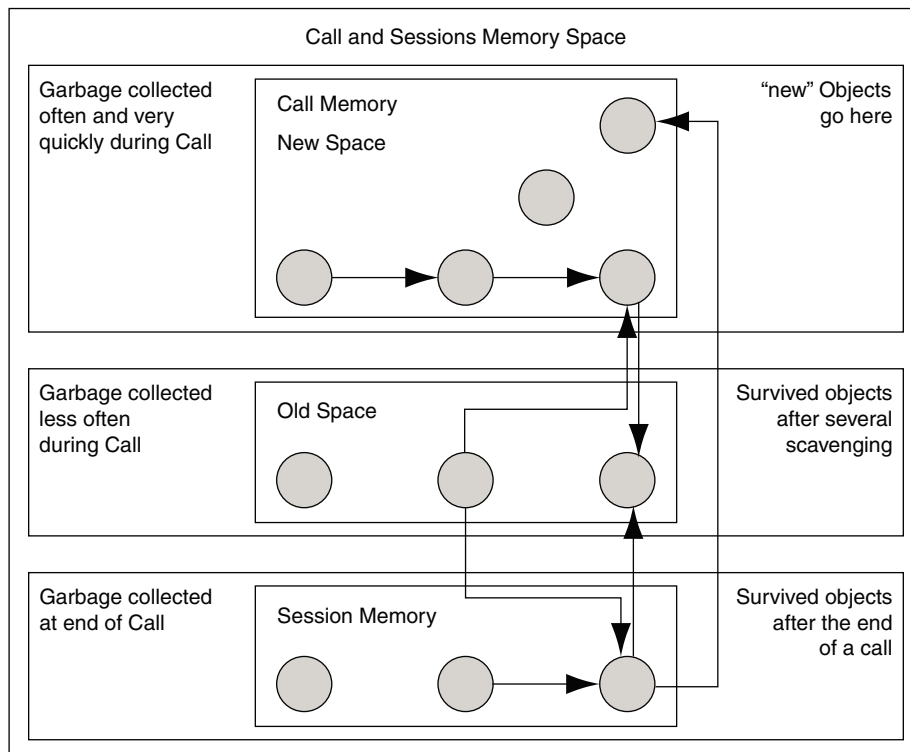 Call and Sessions Memory Space
Garbage collected
often and very
quickly during Call
Call Memory
New Space
“new” Objects
go here
Garbage collected
less often
during Call
Old Space
Survived objects
after several
scavenging
Garbage collected
at end of Call
Session Memory
Survived objects
after the end
of a call